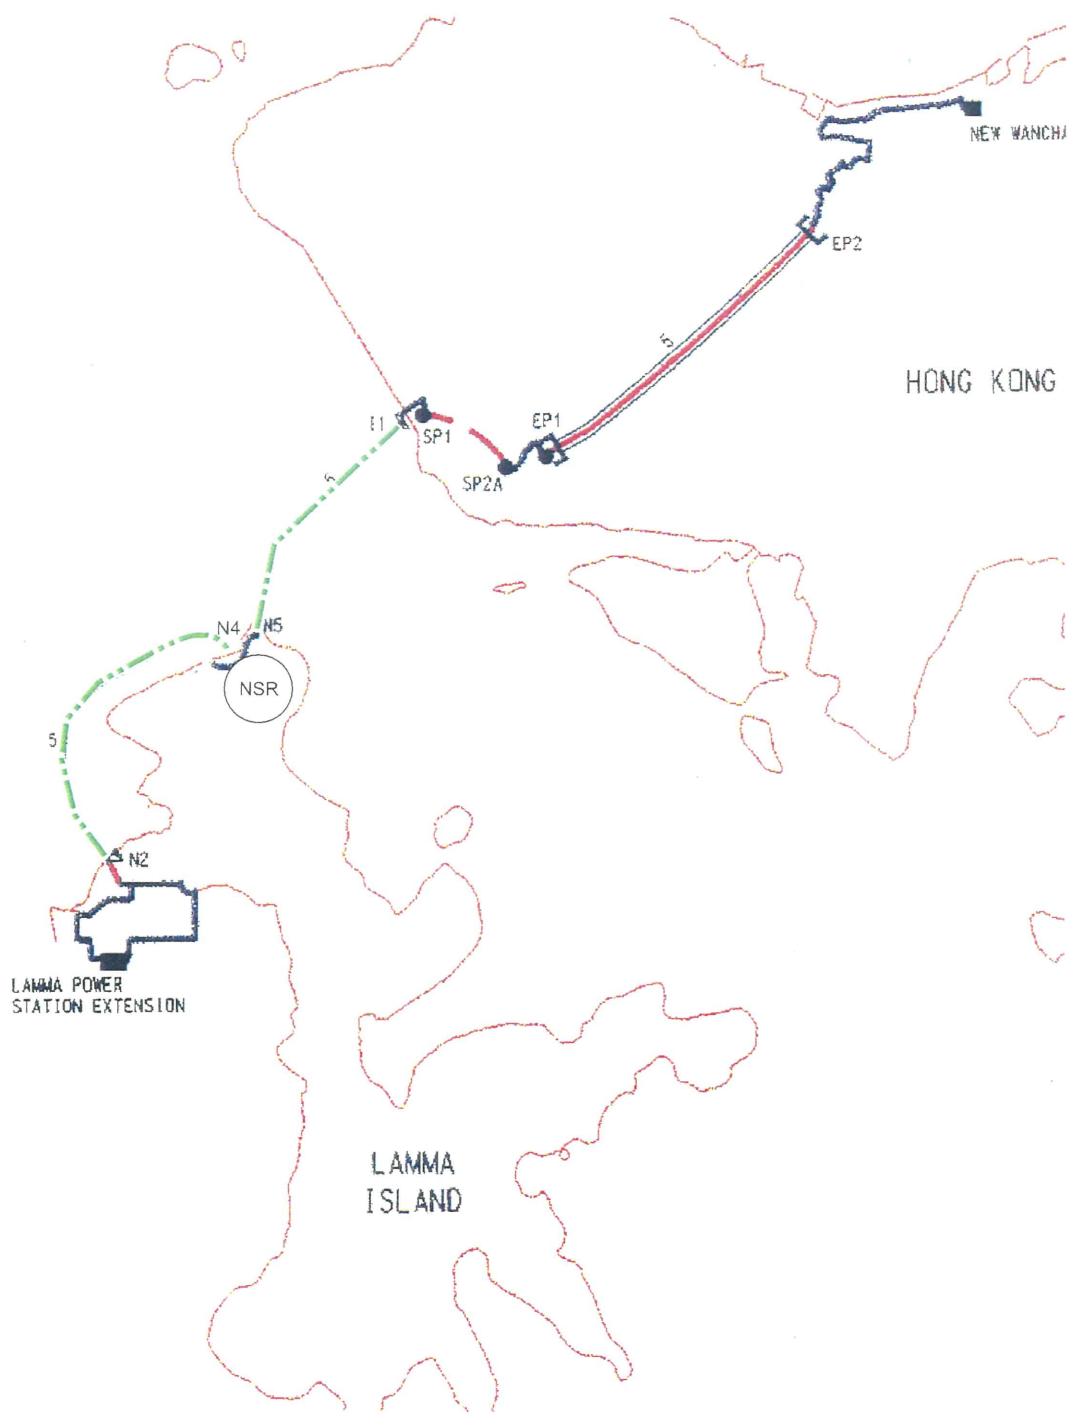 NEW WANCHA
EP2
5
HONG KONG
E1
SP1
EP1
SP2A
N4
N5
NSR
5
N2
LAMMA POWER
STATION EXTENSION
LAMMA
ISLAND